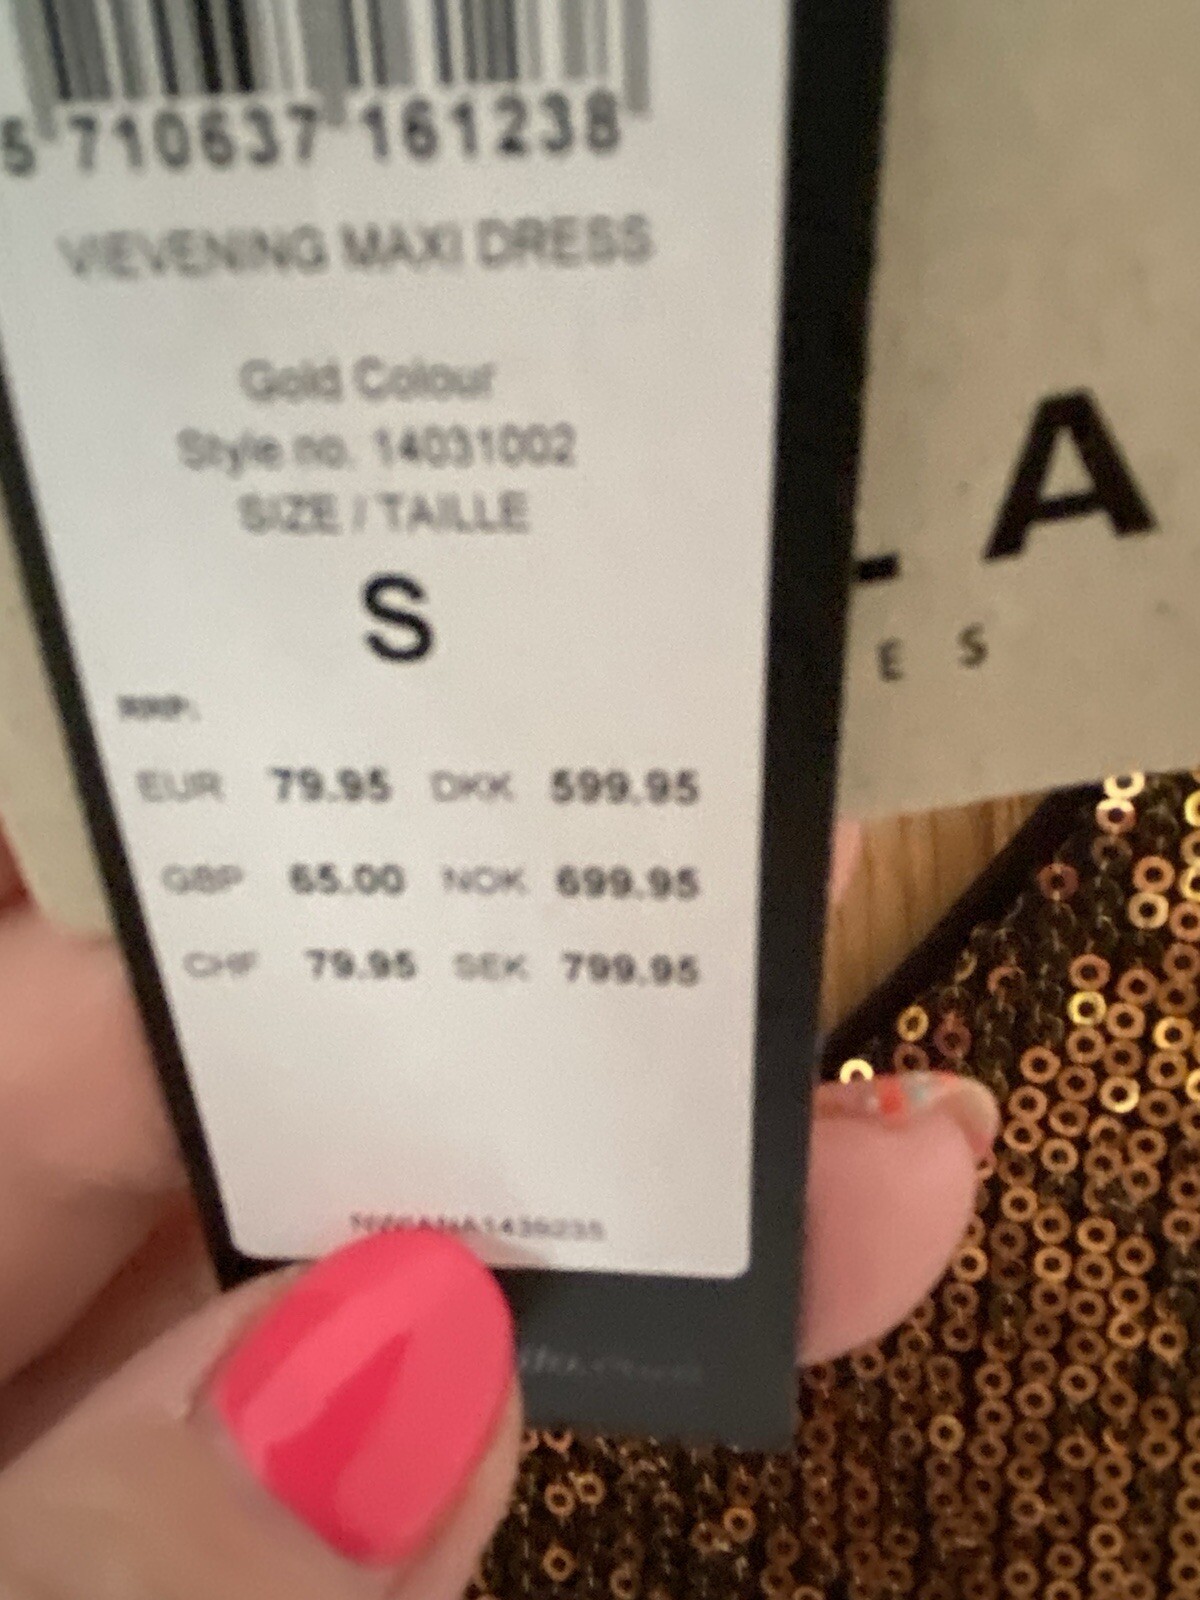 5 710637 161238
VIEVENING MAXI DRESS
Gold Colour
Style no. 14031002
SIZE / TAILLE
S
RRP:
EUR 79.95 DKK 599.95
GBP 65.00 NOK 699.95
CHF 79.95 SEK 799.95
LA
ES